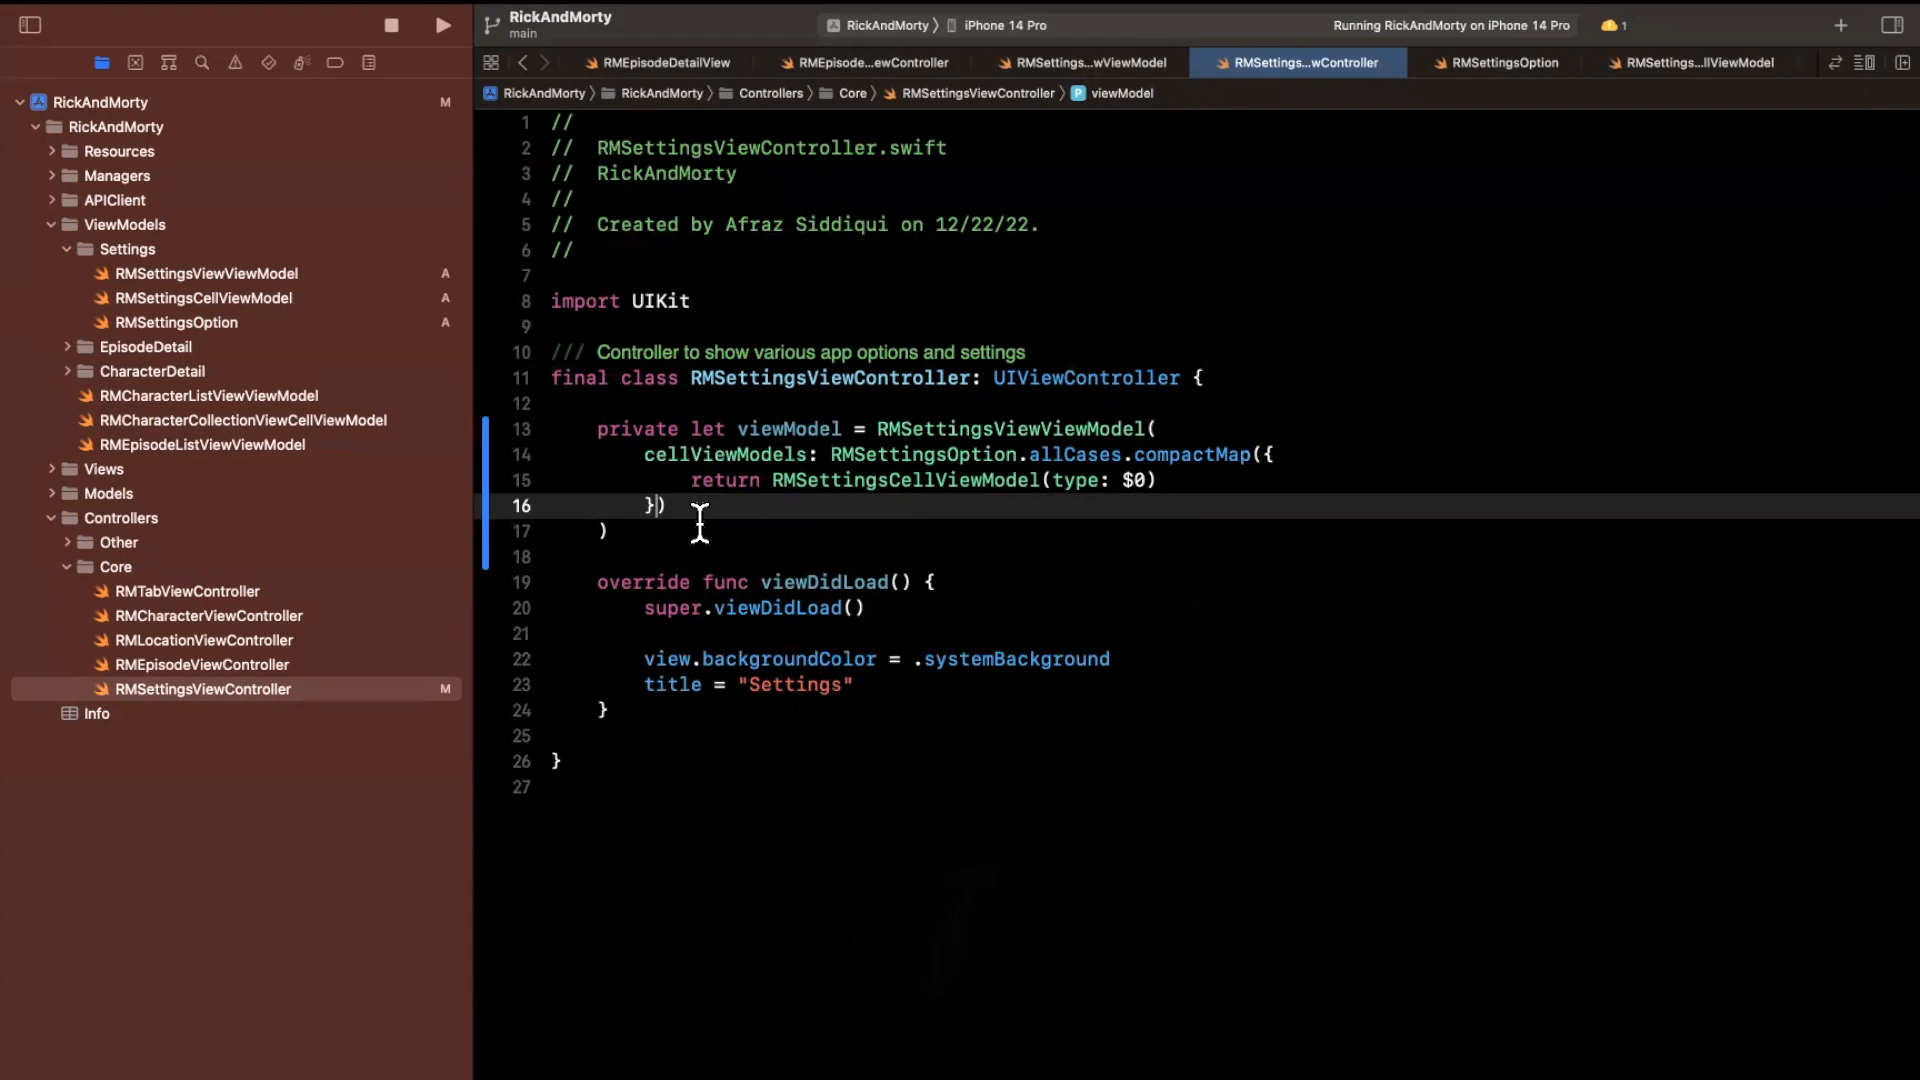 RickAndMorty
main
RickAndMorty 〉 iPhone 14 Pro
Running RickAndMorty on iPhone 14 Pro
1
RMEpisodeDetailView
RMEpisode...ewController
RMSettings...wViewModel
RMSettings...wController
RMSettingsOption
RMSettings...llViewModel
RickAndMorty 〉 RickAndMorty 〉 Controllers 〉 Core 〉 RMSettingsViewController 〉 P viewModel
RickAndMorty M
RickAndMorty
Resources
Managers
APIClient
ViewModels
Settings
RMSettingsViewViewModel A
RMSettingsCellViewModel A
RMSettingsOption A
EpisodeDetail
CharacterDetail
RMCharacterListViewViewModel
RMCharacterCollectionViewCellViewModel
RMEpisodeListViewViewModel
Views
Models
Controllers
Other
Core
RMTabViewController
RMCharacterViewController
RMLocationViewController
RMEpisodeViewController
RMSettingsViewController M
Info
1 //
2 // RMSettingsViewController.swift
3 // RickAndMorty
4 //
5 // Created by Afraz Siddiqui on 12/22/22.
6 //
7
8 import UIKit
9
10 /// Controller to show various app options and settings
11 final class RMSettingsViewController: UIViewController {
12
13 private let viewModel = RMSettingsViewViewModel(
14 cellViewModels: RMSettingsOption.allCases.compactMap({
15 return RMSettingsCellViewModel(type: $0)
16 })
17 )
18
19 override func viewDidLoad() {
20 super.viewDidLoad()
21
22 view.backgroundColor = .systemBackground
23 title = "Settings"
24 }
25
26 }
27